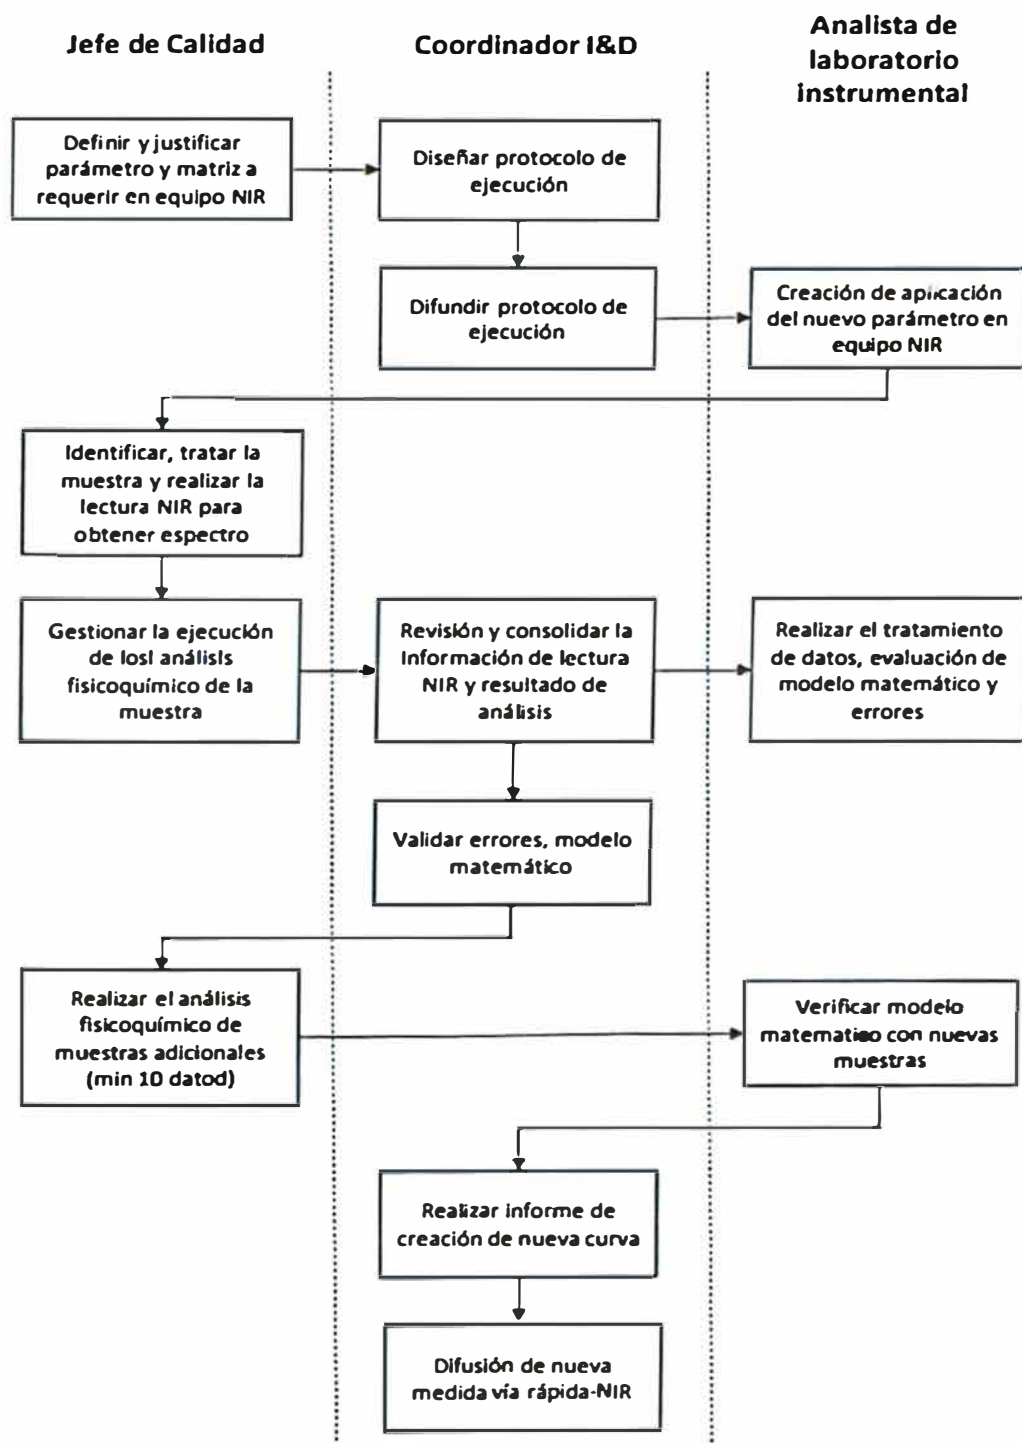 Jefe de Calidad
Coordinador I&D
Analista de
laboratorio
instrumental
Definir y justificar
parámetro y matriz a
requerir en equipo NIR
Diseñar protocolo de
ejecución
Difundir protocolo de
ejecución
Creación de aplicación
del nuevo parámetro en
equipo NIR
Identificar, tratar la
muestra y realizar la
lectura NIR para
obtener espectro
Gestionar la ejecución
de losl análisis
fisicoquímico de la
muestra
Revisión y consolidar la
información de lectura
NIR y resultado de
análisis
Realizar el tratamiento
de datos, evaluación de
modelo matemático y
errores
Validar errores, modelo
matemático
Realizar el análisis
fisicoquímico de
muestras adicionales
(min 10 datod)
Verificar modelo
matematico con nuevas
muestras
Realizar informe de
creación de nueva curva
Difusión de nueva
medida vía rápida-NIR